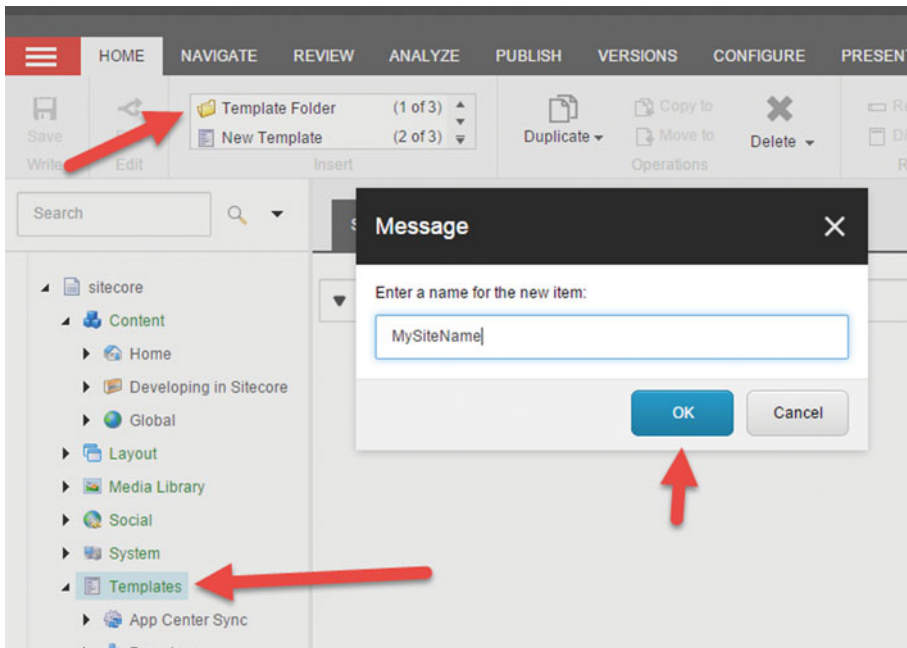 HOME NAVIGATE REVIEW ANALYZE PUBLISH VERSIONS CONFIGURE PRESEN
Template Folder (1 of 3)
New Template (2 of 3)
Save
Write
Edit
Insert
Duplicate
Copy to
Move to
Operations
Delete
Search
Message
Enter a name for the new item:
MySiteName
OK Cancel
sitecore
Content
Home
Developing in Sitecore
Global
Layout
Media Library
Social
System
Templates
App Center Sync